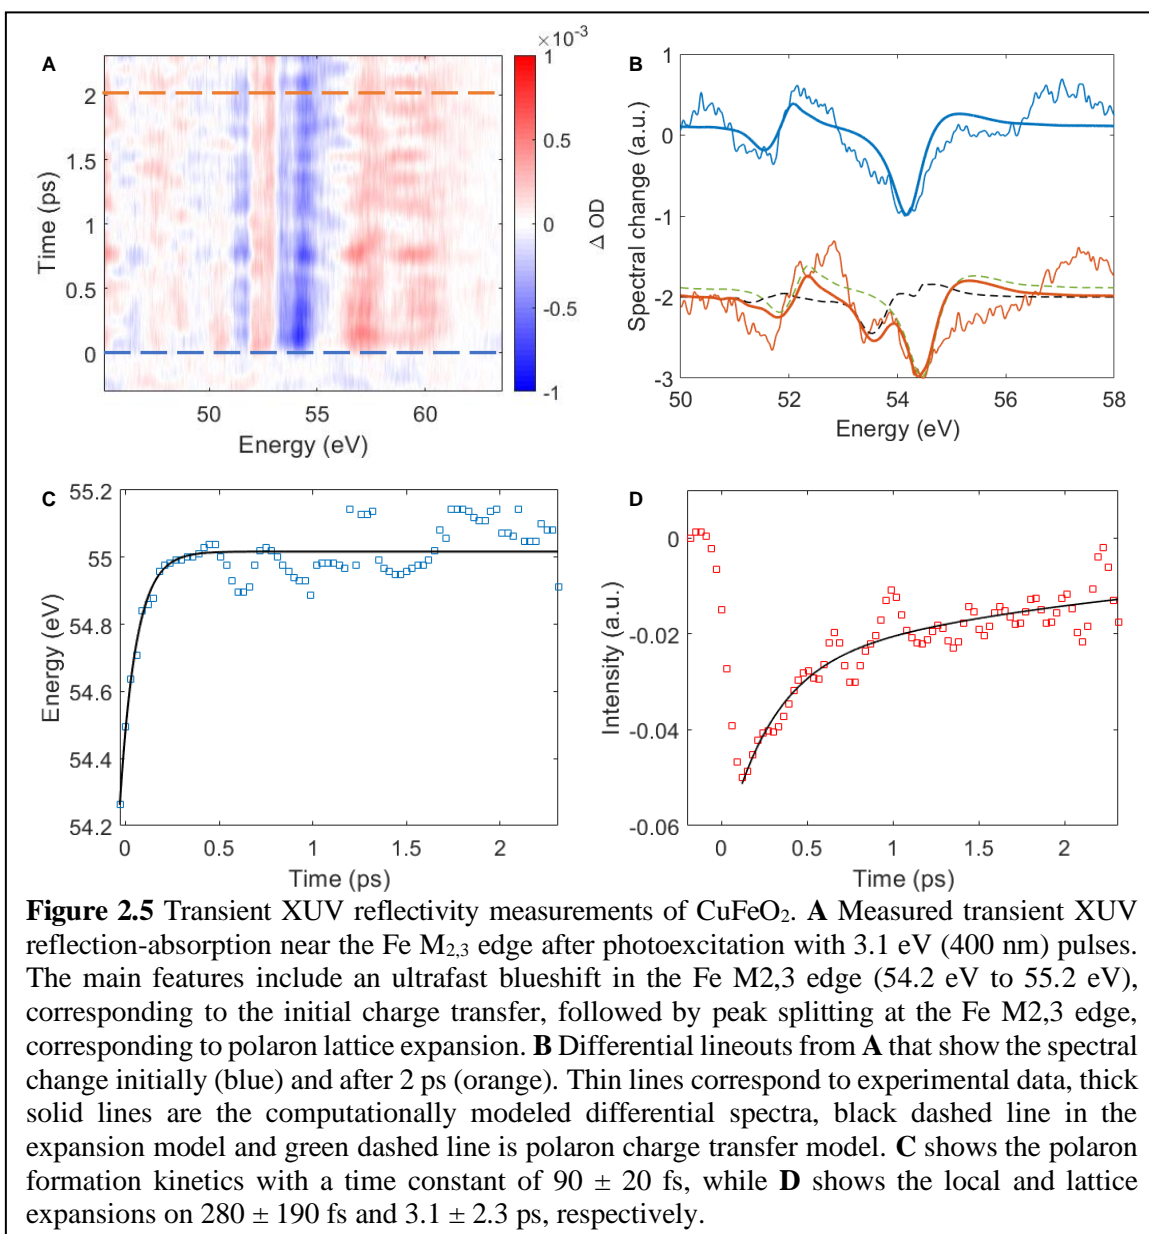 A
×10⁻³
1
0.5
0
-0.5
-1
Δ OD
2
1.5
1
0.5
0
Time (ps)
50 55 60
Energy (eV)
B
1
0
-1
-2
-3
Spectral change (a.u.)
50 52 54 56 58
Energy (eV)
C
55.2
55
54.8
54.6
54.4
54.2
Energy (eV)
0 0.5 1 1.5 2
Time (ps)
D
0
-0.02
-0.04
-0.06
Intensity (a.u.)
0 0.5 1 1.5 2
Time (ps)
Figure 2.5 Transient XUV reflectivity measurements of CuFeO₂. A Measured transient XUV
reflection-absorption near the Fe M₂,₃ edge after photoexcitation with 3.1 eV (400 nm) pulses.
The main features include an ultrafast blueshift in the Fe M2,3 edge (54.2 eV to 55.2 eV),
corresponding to the initial charge transfer, followed by peak splitting at the Fe M2,3 edge,
corresponding to polaron lattice expansion. B Differential lineouts from A that show the spectral
change initially (blue) and after 2 ps (orange). Thin lines correspond to experimental data, thick
solid lines are the computationally modeled differential spectra, black dashed line in the
expansion model and green dashed line is polaron charge transfer model. C shows the polaron
formation kinetics with a time constant of 90 ± 20 fs, while D shows the local and lattice
expansions on 280 ± 190 fs and 3.1 ± 2.3 ps, respectively.